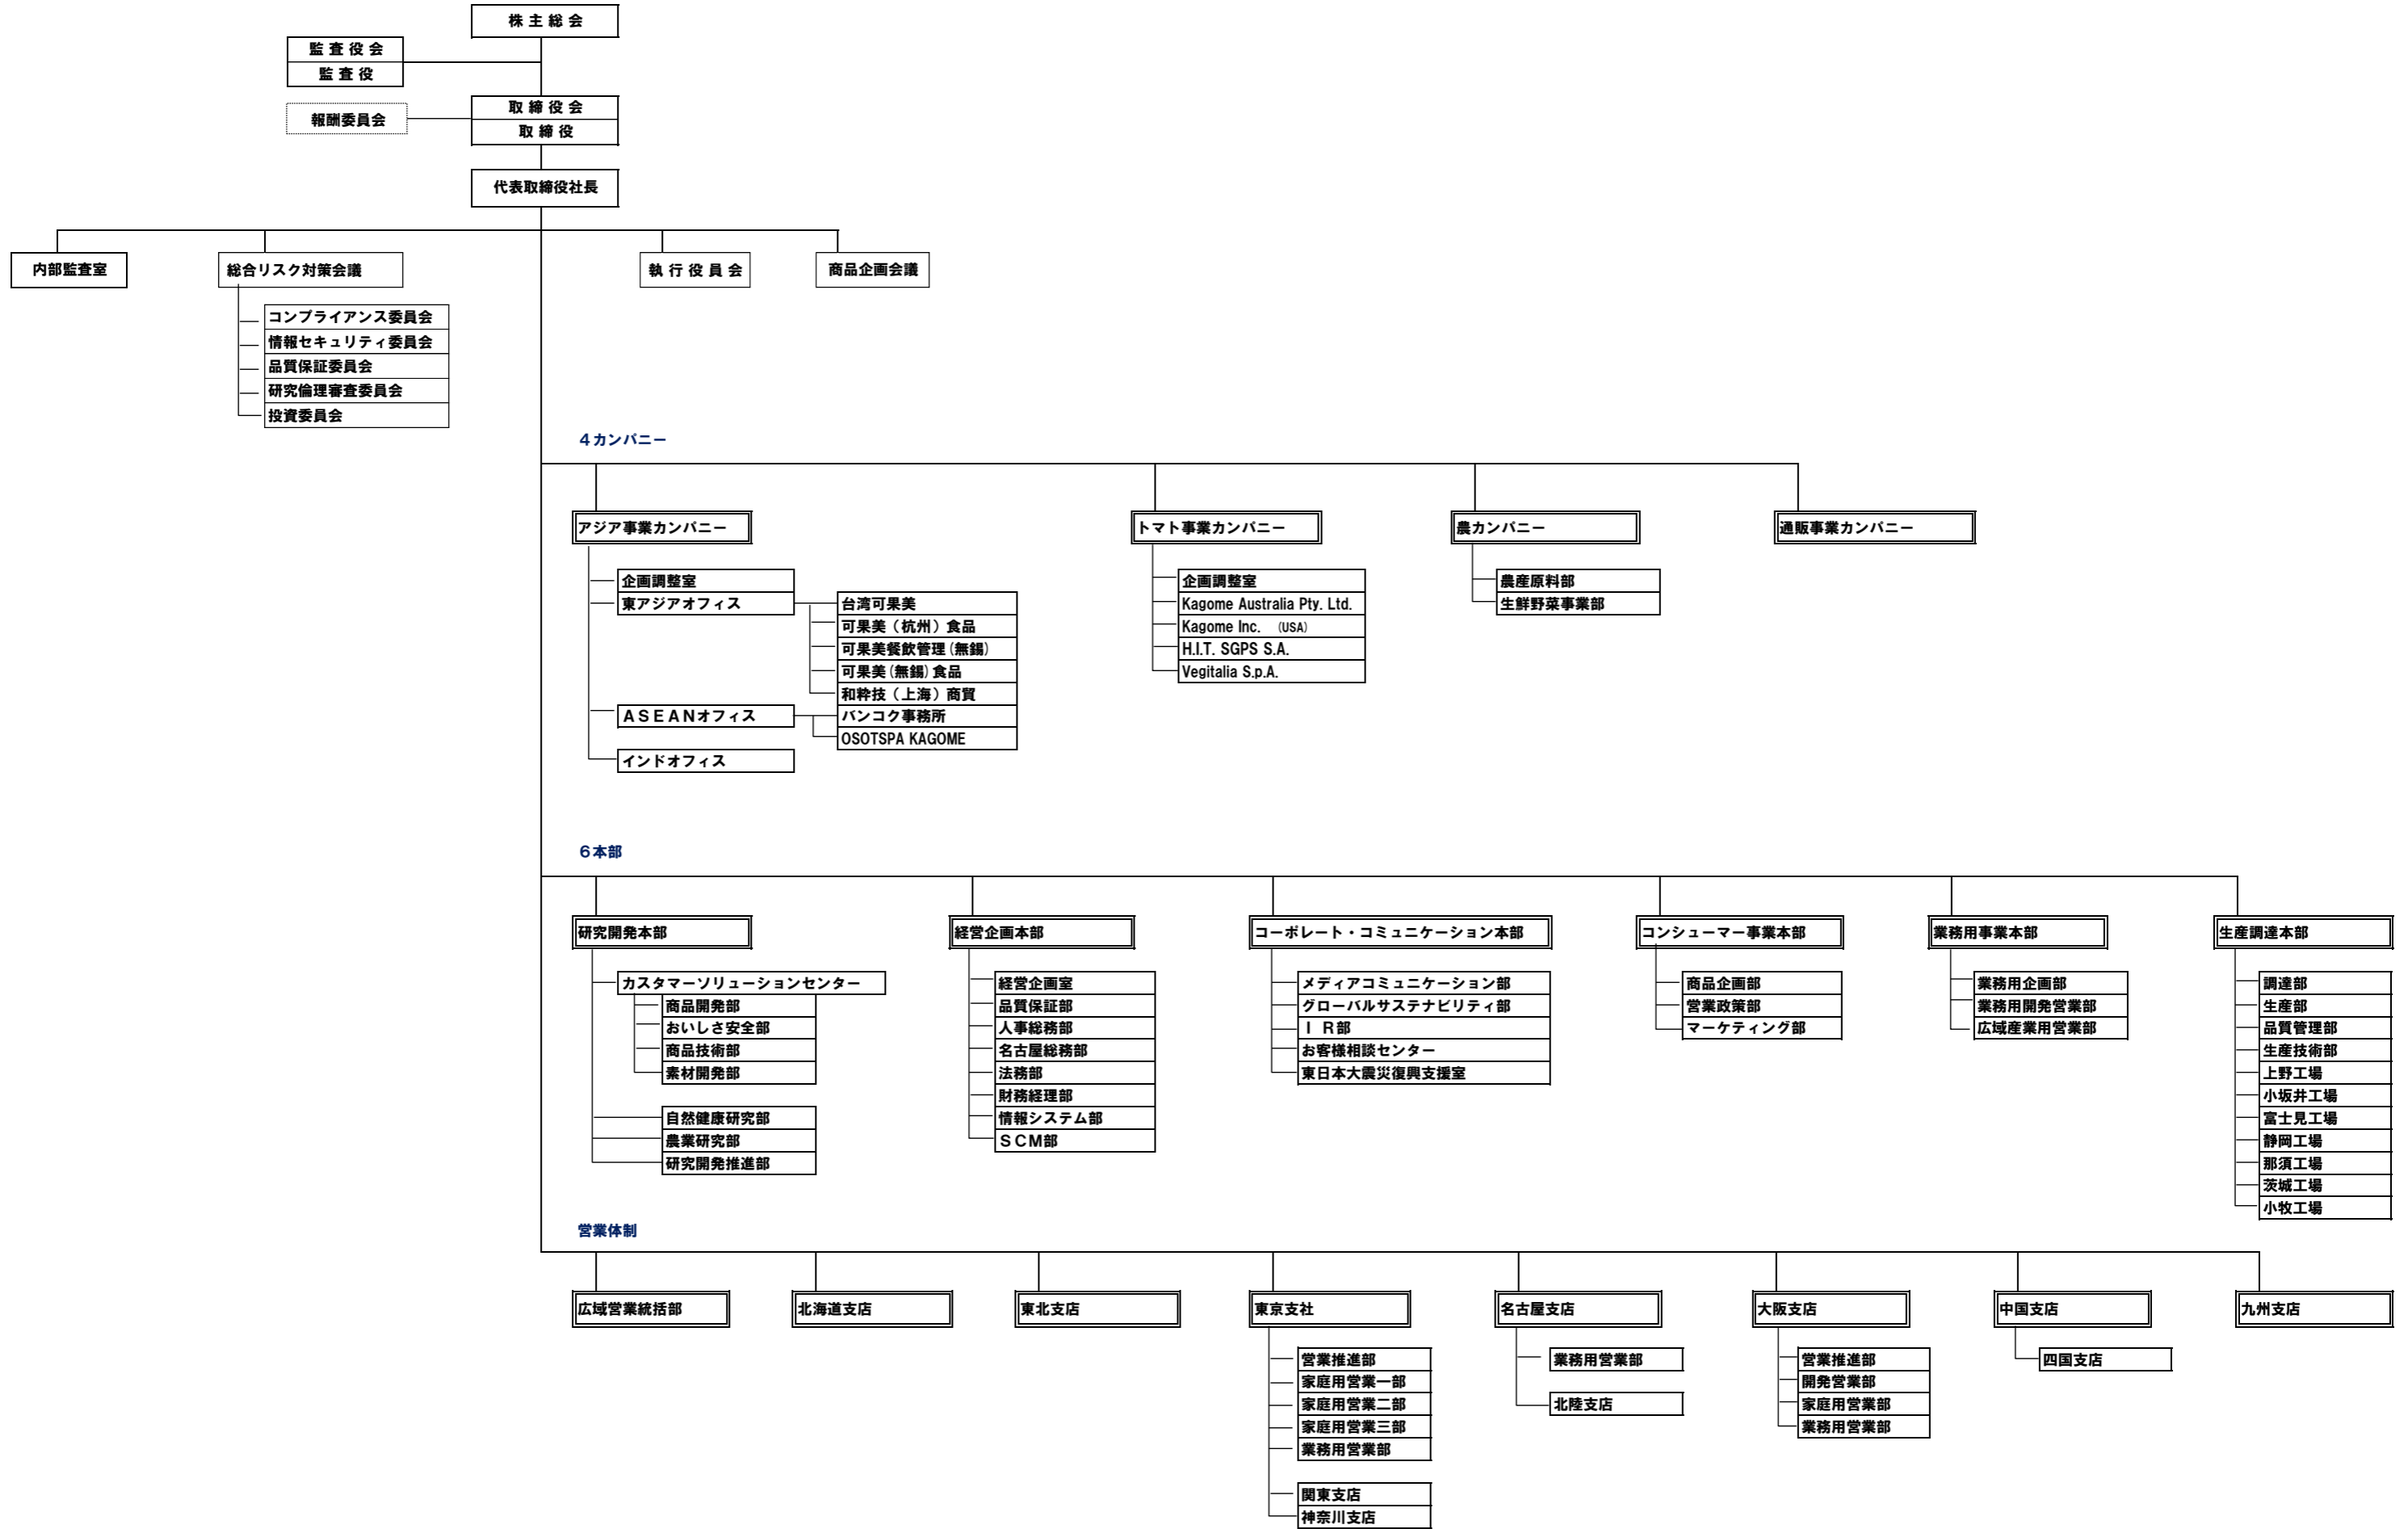 株 主 総 会
監 査 役 会
監 査 役
取 締 役 会
報酬委員会
取 締 役
代表取締役社長
内部監査室
総合リスク対策会議
執 行 役 員 会
商品企画会議
コンプライアンス委員会
情報セキュリティ委員会
品質保証委員会
研究倫理審査委員会
投資委員会
4カンパニー
アジア事業カンパニー
企画調整室
東アジアオフィス
台湾可果美
可果美（杭州）食品
可果美餐飲管理(無錫)
可果美(無錫)食品
和粋技（上海）商貿
ＡＳＥＡＮオフィス
バンコク事務所
OSOTSPA KAGOME
インドオフィス
トマト事業カンパニー
企画調整室
Kagome Australia Pty. Ltd.
Kagome Inc. (USA)
H.I.T. SGPS S.A.
Vegitalia S.p.A.
農カンパニー
農産原料部
生鮮野菜事業部
通販事業カンパニー
6本部
研究開発本部
カスタマーソリューションセンター
商品開発部
おいしさ安全部
商品技術部
素材開発部
自然健康研究部
農業研究部
研究開発推進部
経営企画本部
経営企画室
品質保証部
人事総務部
名古屋総務部
法務部
財務経理部
情報システム部
ＳＣＭ部
コーポレート・コミュニケーション本部
メディアコミュニケーション部
グローバルサステナビリティ部
Ｉ Ｒ部
お客様相談センター
東日本大震災復興支援室
コンシューマー事業本部
商品企画部
営業政策部
マーケティング部
業務用事業本部
業務用企画部
業務用開発営業部
広域産業用営業部
生産調達本部
調達部
生産部
品質管理部
生産技術部
上野工場
小坂井工場
富士見工場
静岡工場
那須工場
茨城工場
小牧工場
営業体制
広域営業統括部
北海道支店
東北支店
東京支社
営業推進部
家庭用営業一部
家庭用営業二部
家庭用営業三部
業務用営業部
関東支店
神奈川支店
名古屋支店
業務用営業部
北陸支店
大阪支店
営業推進部
開発営業部
家庭用営業部
業務用営業部
中国支店
四国支店
九州支店